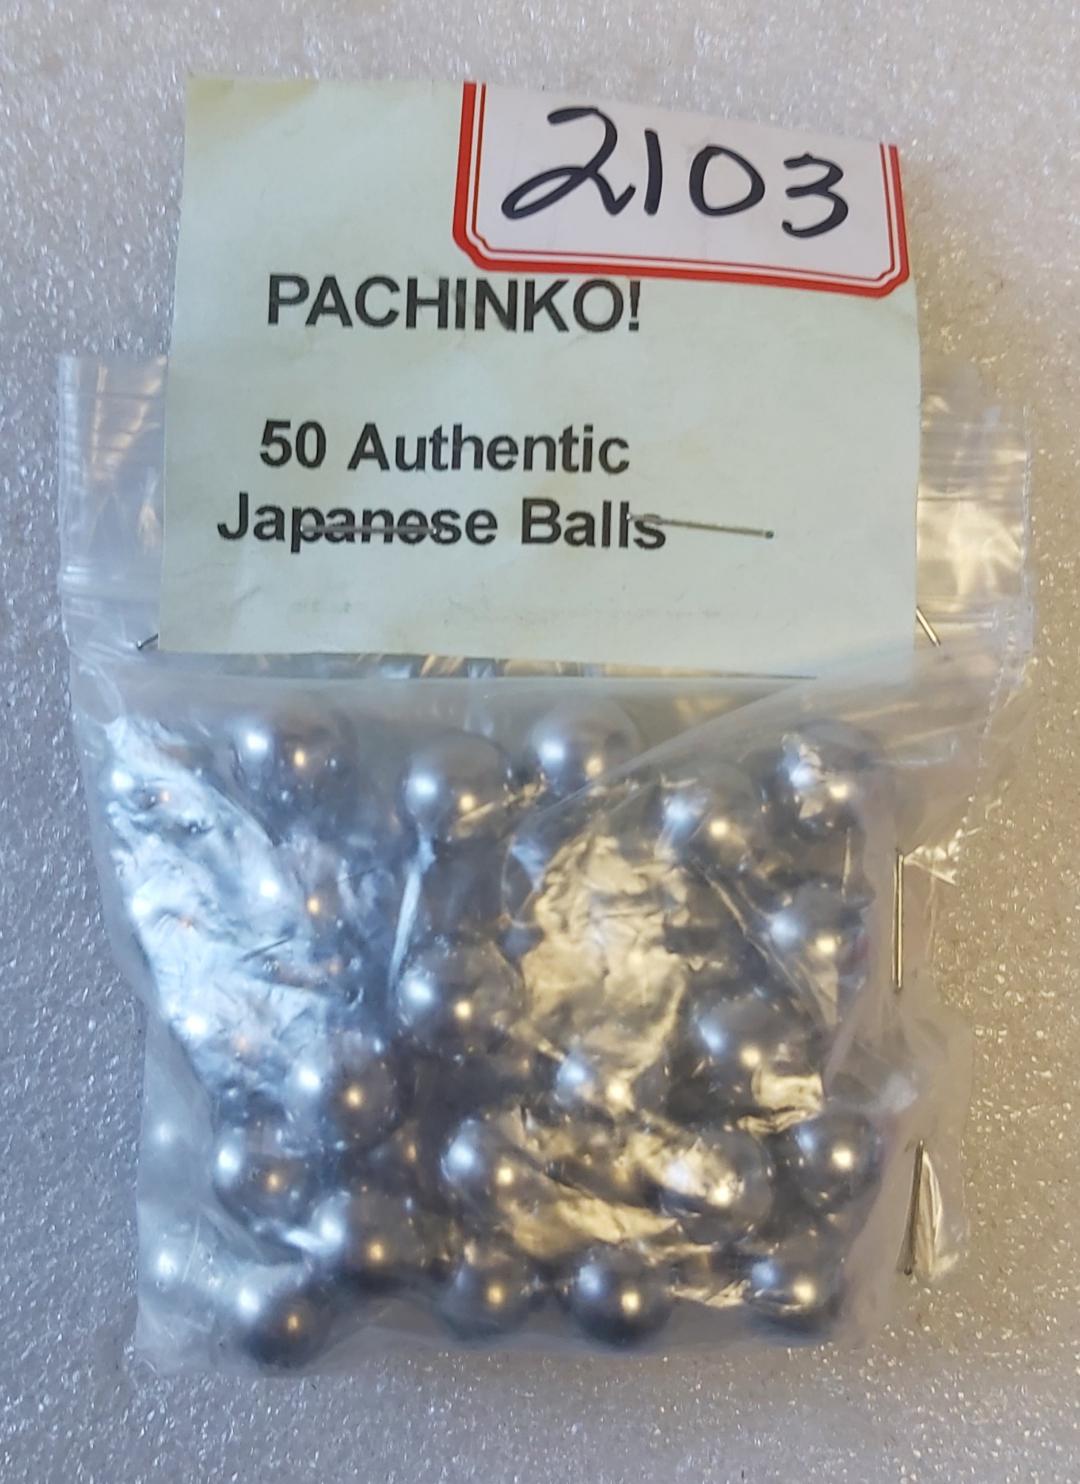 2103
PACHINKO!
50 Authentic
Japanese Balls